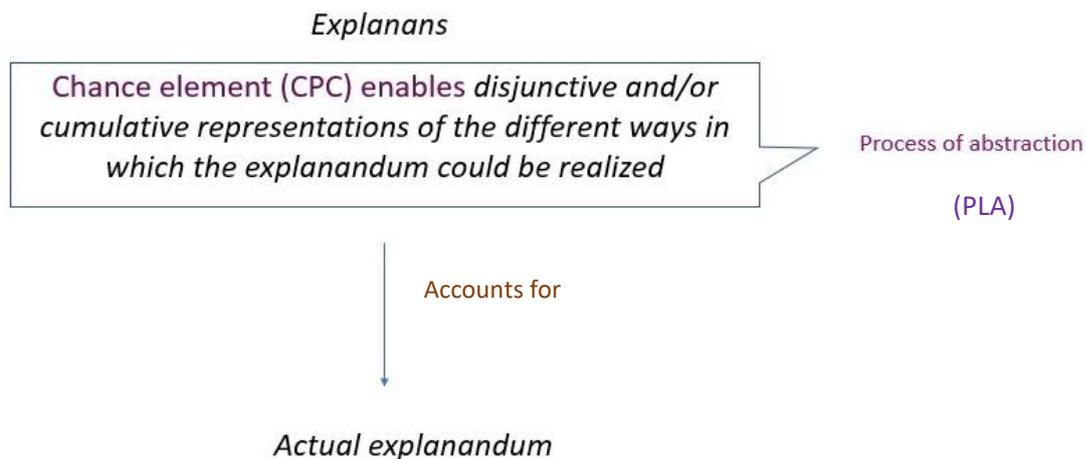 Explanans
Chance element (CPC) enables disjunctive and/or
cumulative representations of the different ways in
which the explanandum could be realized
Process of abstraction
(PLA)
Accounts for
Actual explanandum